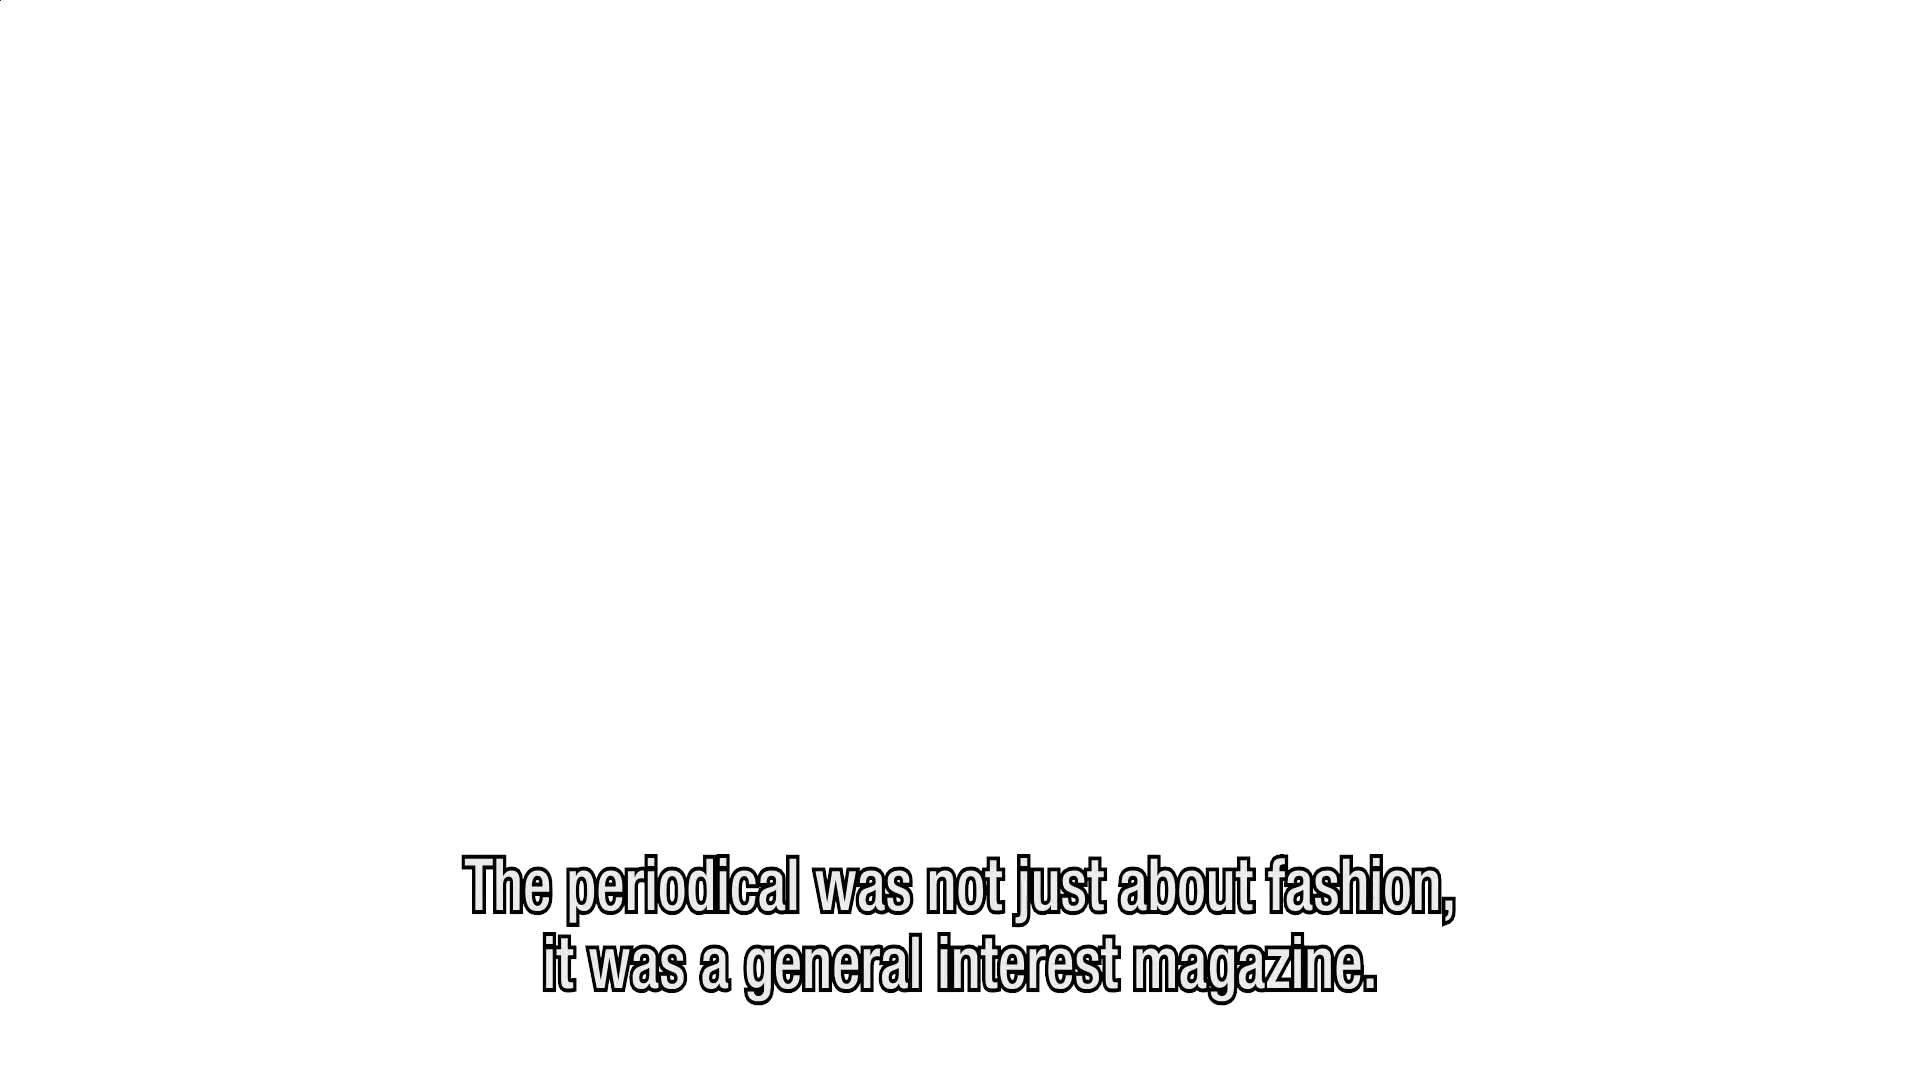 The periodical was not just about fashion,
it was a general interest magazine.